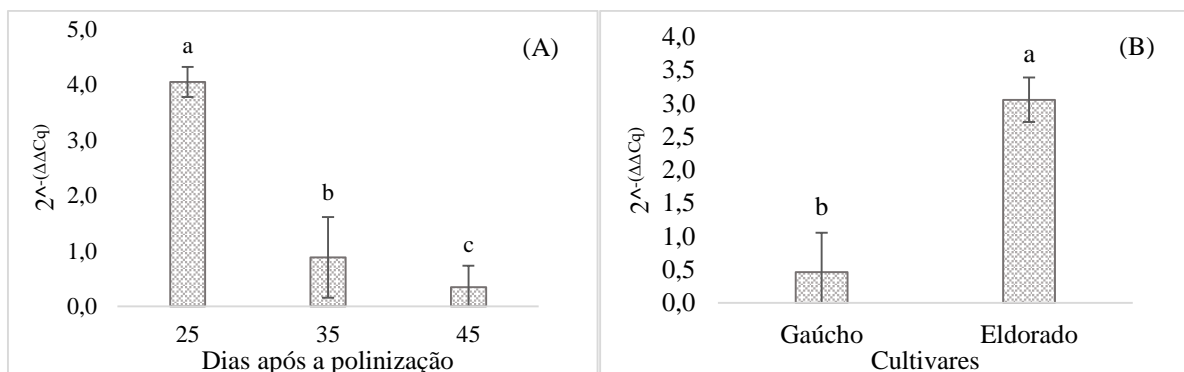 (A)
5,0
4,0
3,0
2,0
1,0
0,0
2^-(ΔΔCq)
a
b
c
25 35 45
Dias após a polinização
(B)
4,0
3,5
3,0
2,5
2,0
1,5
1,0
0,5
0,0
2^-(ΔΔCq)
b
a
Gaúcho Eldorado
Cultivares